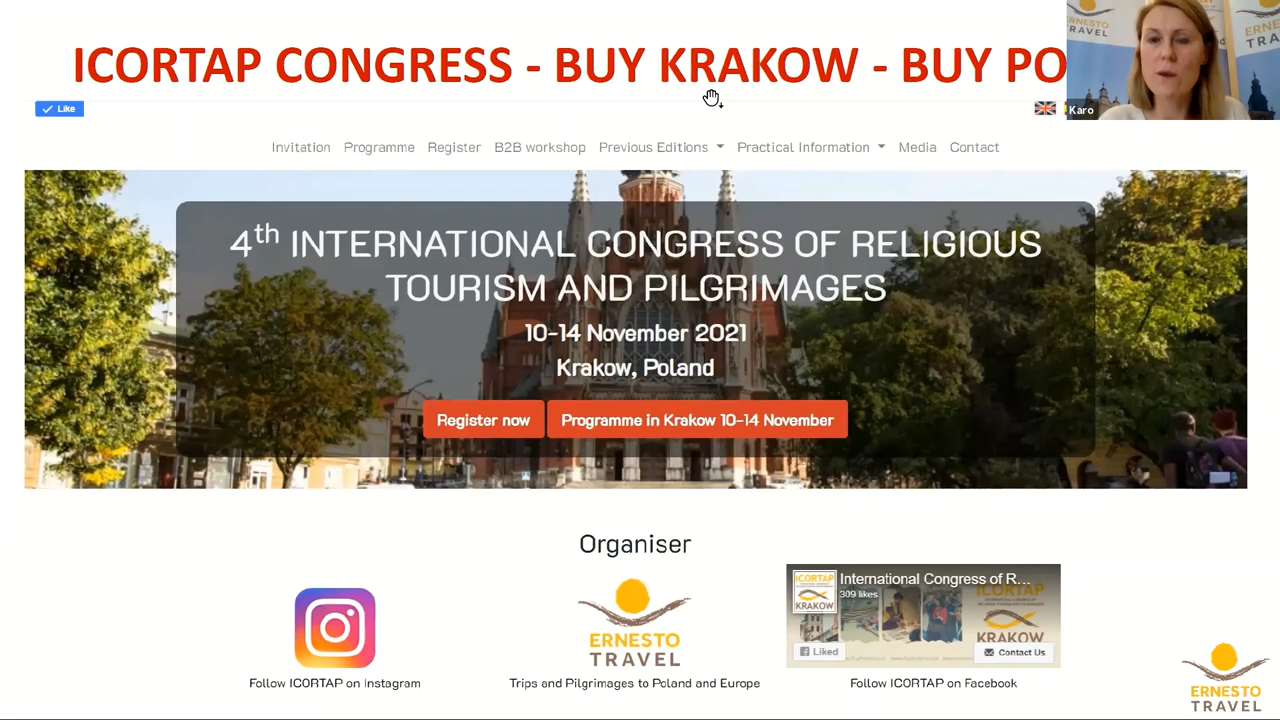 ICORTAP CONGRESS - BUY KRAKOW - BUY PO
ERNESTO
Karo
Like
Invitation Programme Register B2B workshop Previous Editions Practical Information Media Contact
4th INTERNATIONAL CONGRESS OF RELIGIOUS
TOURISM AND PILGRIMAGES
10-14 November 2021
Krakow, Poland
Register now Programme in Krakow 10-14 November
Organiser
ERNESTO
TRAVEL
International Congress of R...
309 likes
ICORTAP
KRAKOW
ICORTAP
KRAKOW
Liked
Contact Us
Follow ICORTAP on Instagram
Trips and Pilgrimages to Poland and Europe
Follow ICORTAP on Facebook
ERNESTO
TRAVEL